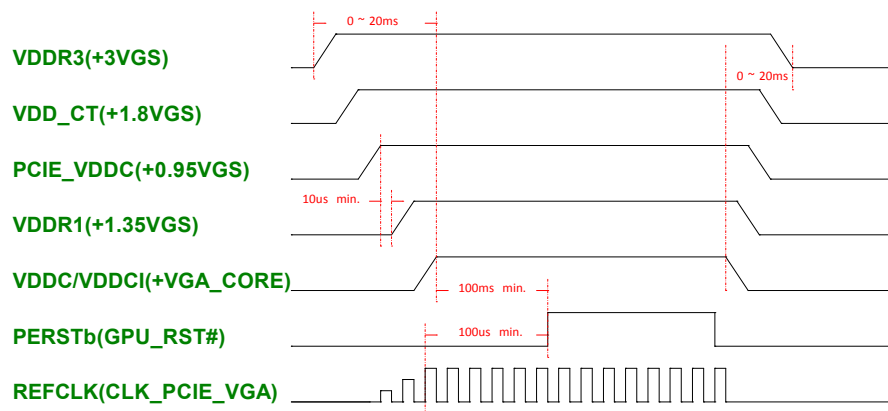 0 ~ 20ms
VDDR3(+3VGS)
0 ~ 20ms
VDD_CT(+1.8VGS)
PCIE_VDDC(+0.95VGS)
10us min.
VDDR1(+1.35VGS)
VDDC/VDDCI(+VGA_CORE)
100ms min.
PERSTb(GPU_RST#)
100us min.
REFCLK(CLK_PCIE_VGA)